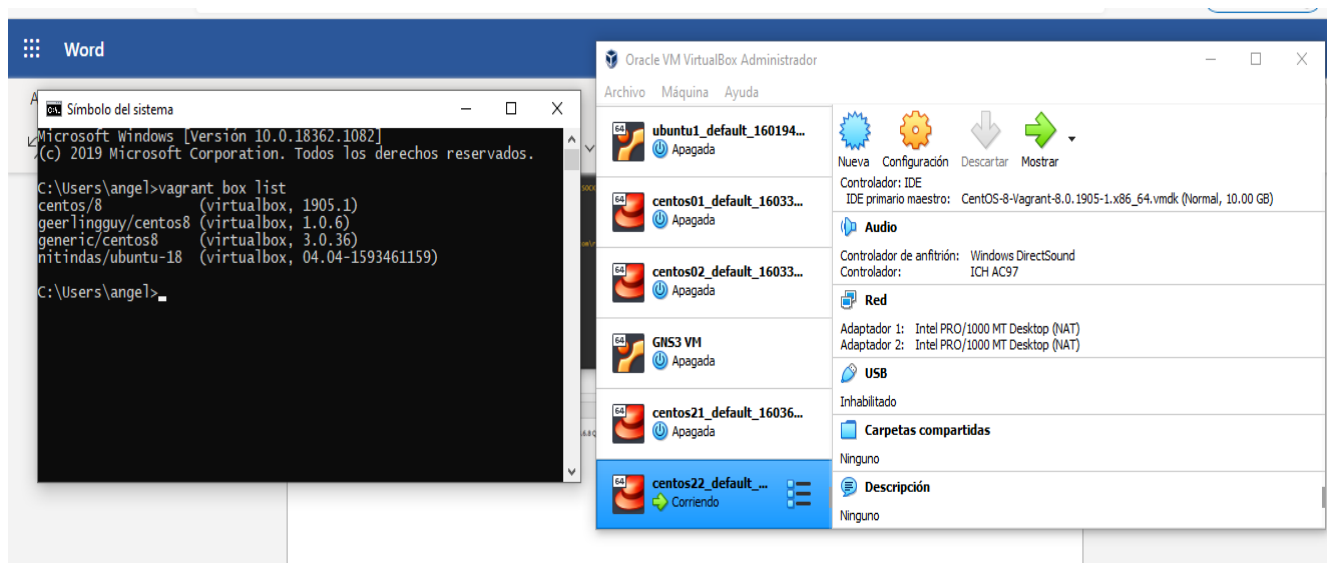 Word
Símbolo del sistema
Microsoft Windows [Versión 10.0.18362.1082]
(c) 2019 Microsoft Corporation. Todos los derechos reservados.
C:\Users\angel>vagrant box list
centos/8 (virtualbox, 1905.1)
geerlingguy/centos8 (virtualbox, 1.0.6)
generic/centos8 (virtualbox, 3.0.36)
nitindas/ubuntu-18 (virtualbox, 04.04-1593461159)
C:\Users\angel>
Oracle VM VirtualBox Administrador
Archivo Máquina Ayuda
64 ubuntu1_default_160194...
Apagada
64 centos01_default_16033...
Apagada
64 centos02_default_16033...
Apagada
64 GNS3 VM
Apagada
64 centos21_default_16036...
Apagada
64 centos22_default_...
Corriendo
Nueva Configuración Descartar Mostrar
Controlador: IDE
IDE primario maestro: CentOS-8-Vagrant-8.0.1905-1.x86_64.vmdk (Normal, 10.00 GB)
Audio
Controlador de anfitrión: Windows DirectSound
Controlador: ICH AC97
Red
Adaptador 1: Intel PRO/1000 MT Desktop (NAT)
Adaptador 2: Intel PRO/1000 MT Desktop (NAT)
USB
Inhabilitado
Carpetas compartidas
Ninguno
Descripción
Ninguno